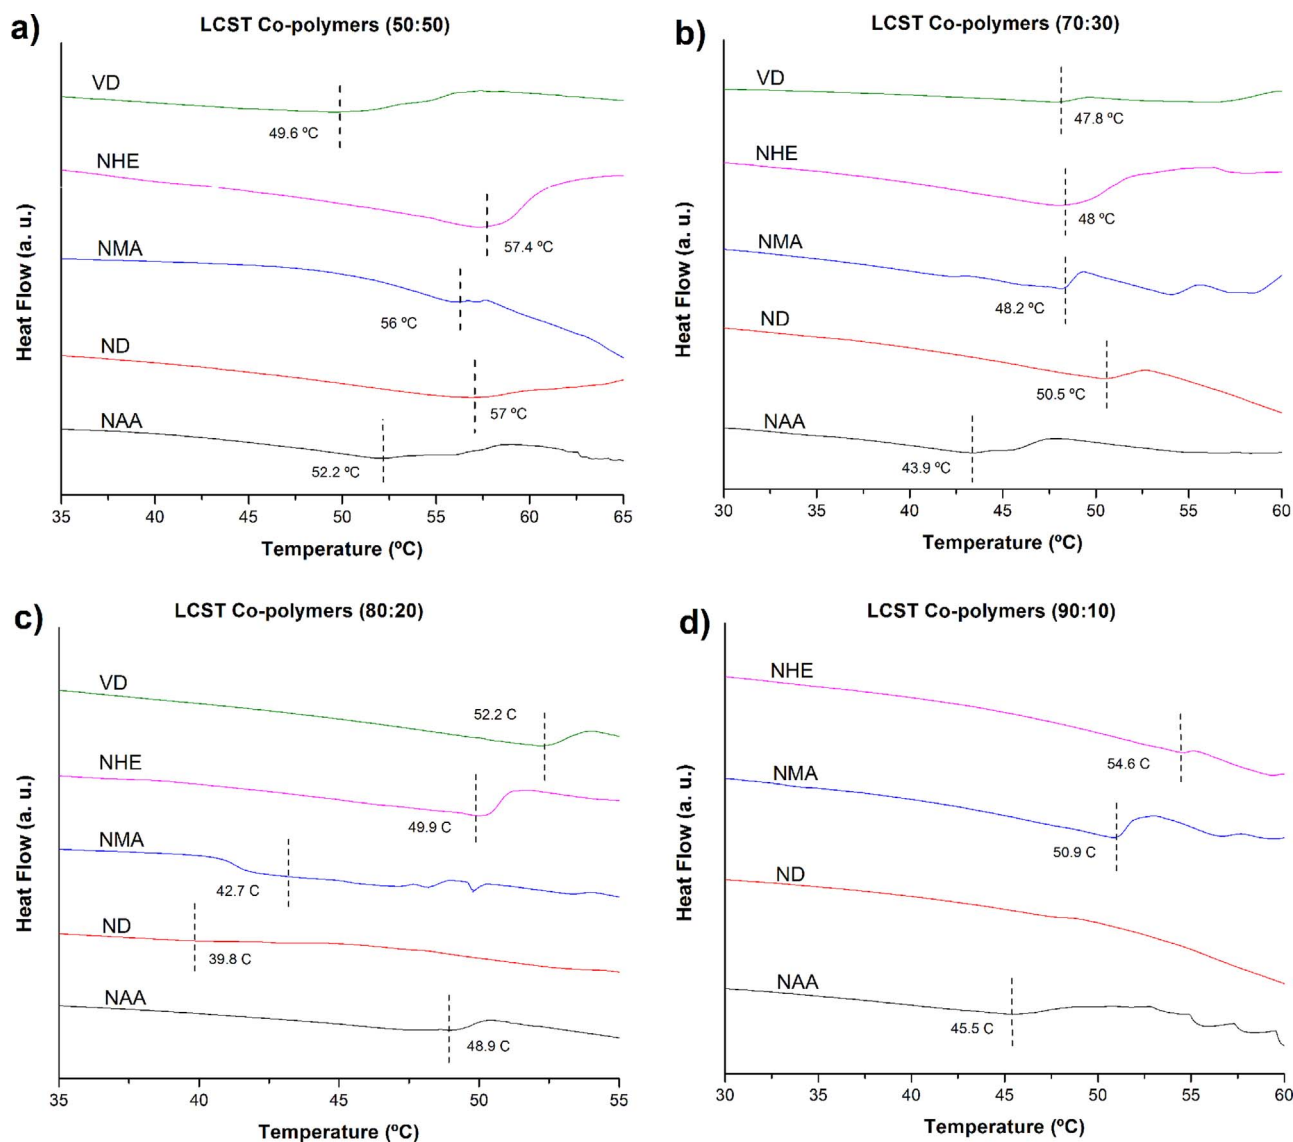 a)
LCST Co-polymers (50:50)
VD
49.6 ºC
NHE
57.4 ºC
NMA
56 ºC
ND
57 ºC
NAA
52.2 ºC
Heat Flow (a. u.)
35 40 45 50 55 60 65
Temperature (ºC)
b)
LCST Co-polymers (70:30)
VD
47.8 ºC
NHE
48 ºC
NMA
48.2 ºC
ND
50.5 ºC
NAA
43.9 ºC
Heat Flow (a. u.)
30 35 40 45 50 55 60
Temperature (ºC)
c)
LCST Co-polymers (80:20)
VD
52.2 C
NHE
49.9 C
NMA
42.7 C
ND
39.8 C
NAA
48.9 C
Heat Flow (a. u.)
35 40 45 50 55
Temperature (ºC)
d)
LCST Co-polymers (90:10)
NHE
54.6 C
NMA
50.9 C
ND
NAA
45.5 C
Heat Flow (a. u.)
30 35 40 45 50 55 60
Temperature (ºC)